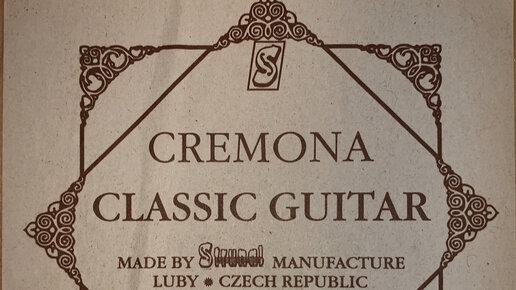 S
CREMONA
CLASSIC GUITAR
MADE BY Strunal MANUFACTURE
LUBY * CZECH REPUBLIC